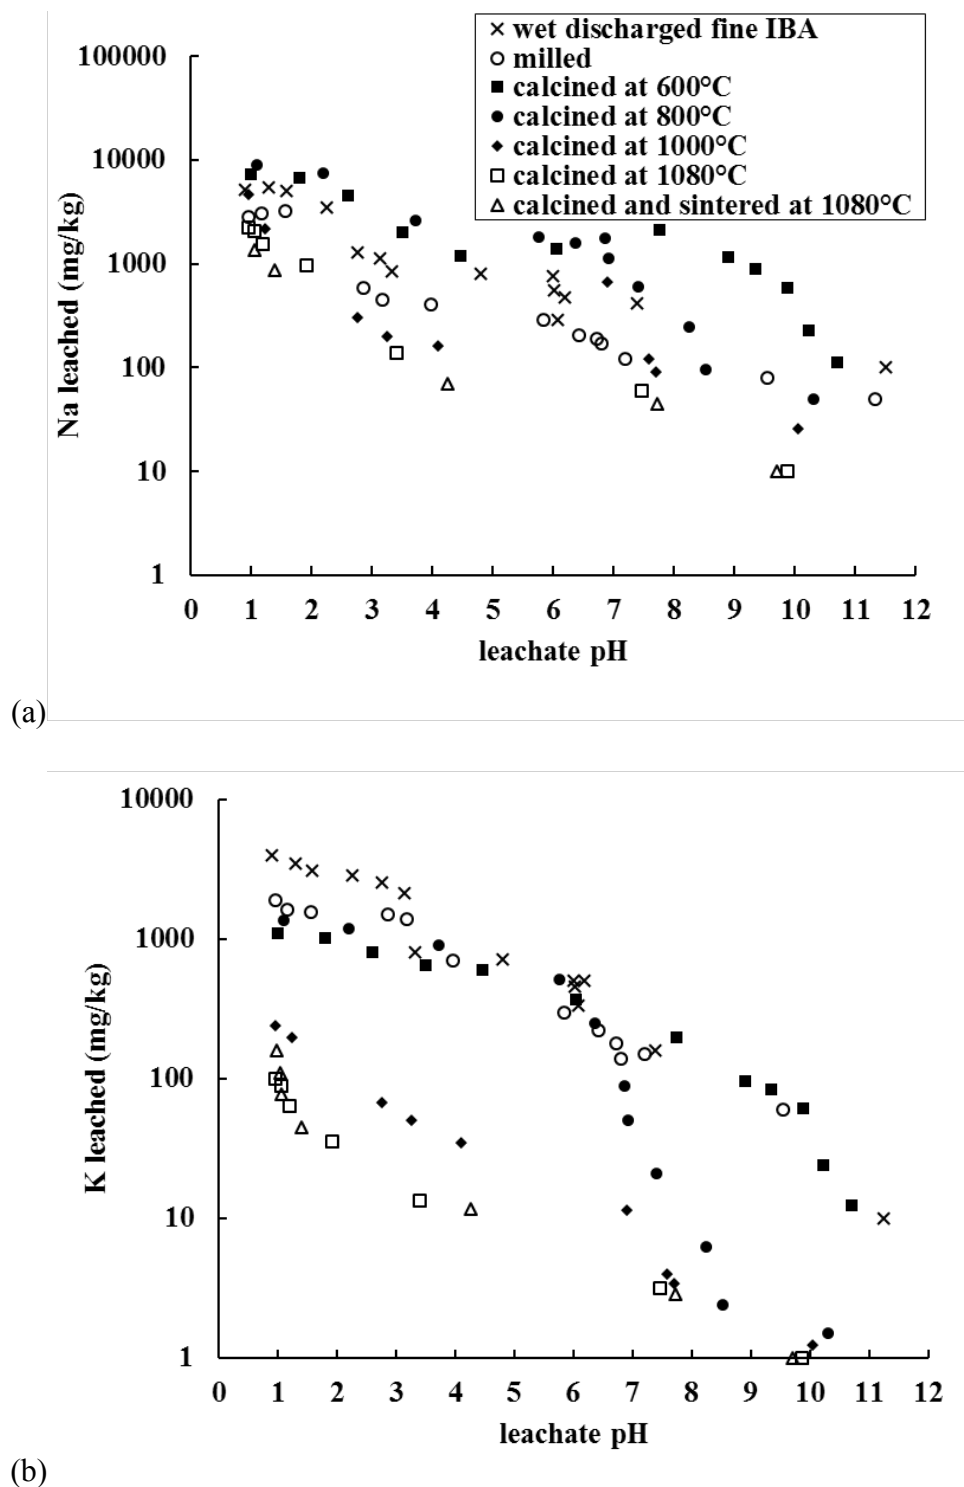 wet discharged fine IBA
milled
calcined at 600°C
calcined at 800°C
calcined at 1000°C
calcined at 1080°C
calcined and sintered at 1080°C
100000
10000
1000
100
10
1
Na leached (mg/kg)
0 1 2 3 4 5 6 7 8 9 10 11 12
leachate pH
(a)
10000
1000
100
10
1
K leached (mg/kg)
0 1 2 3 4 5 6 7 8 9 10 11 12
leachate pH
(b)